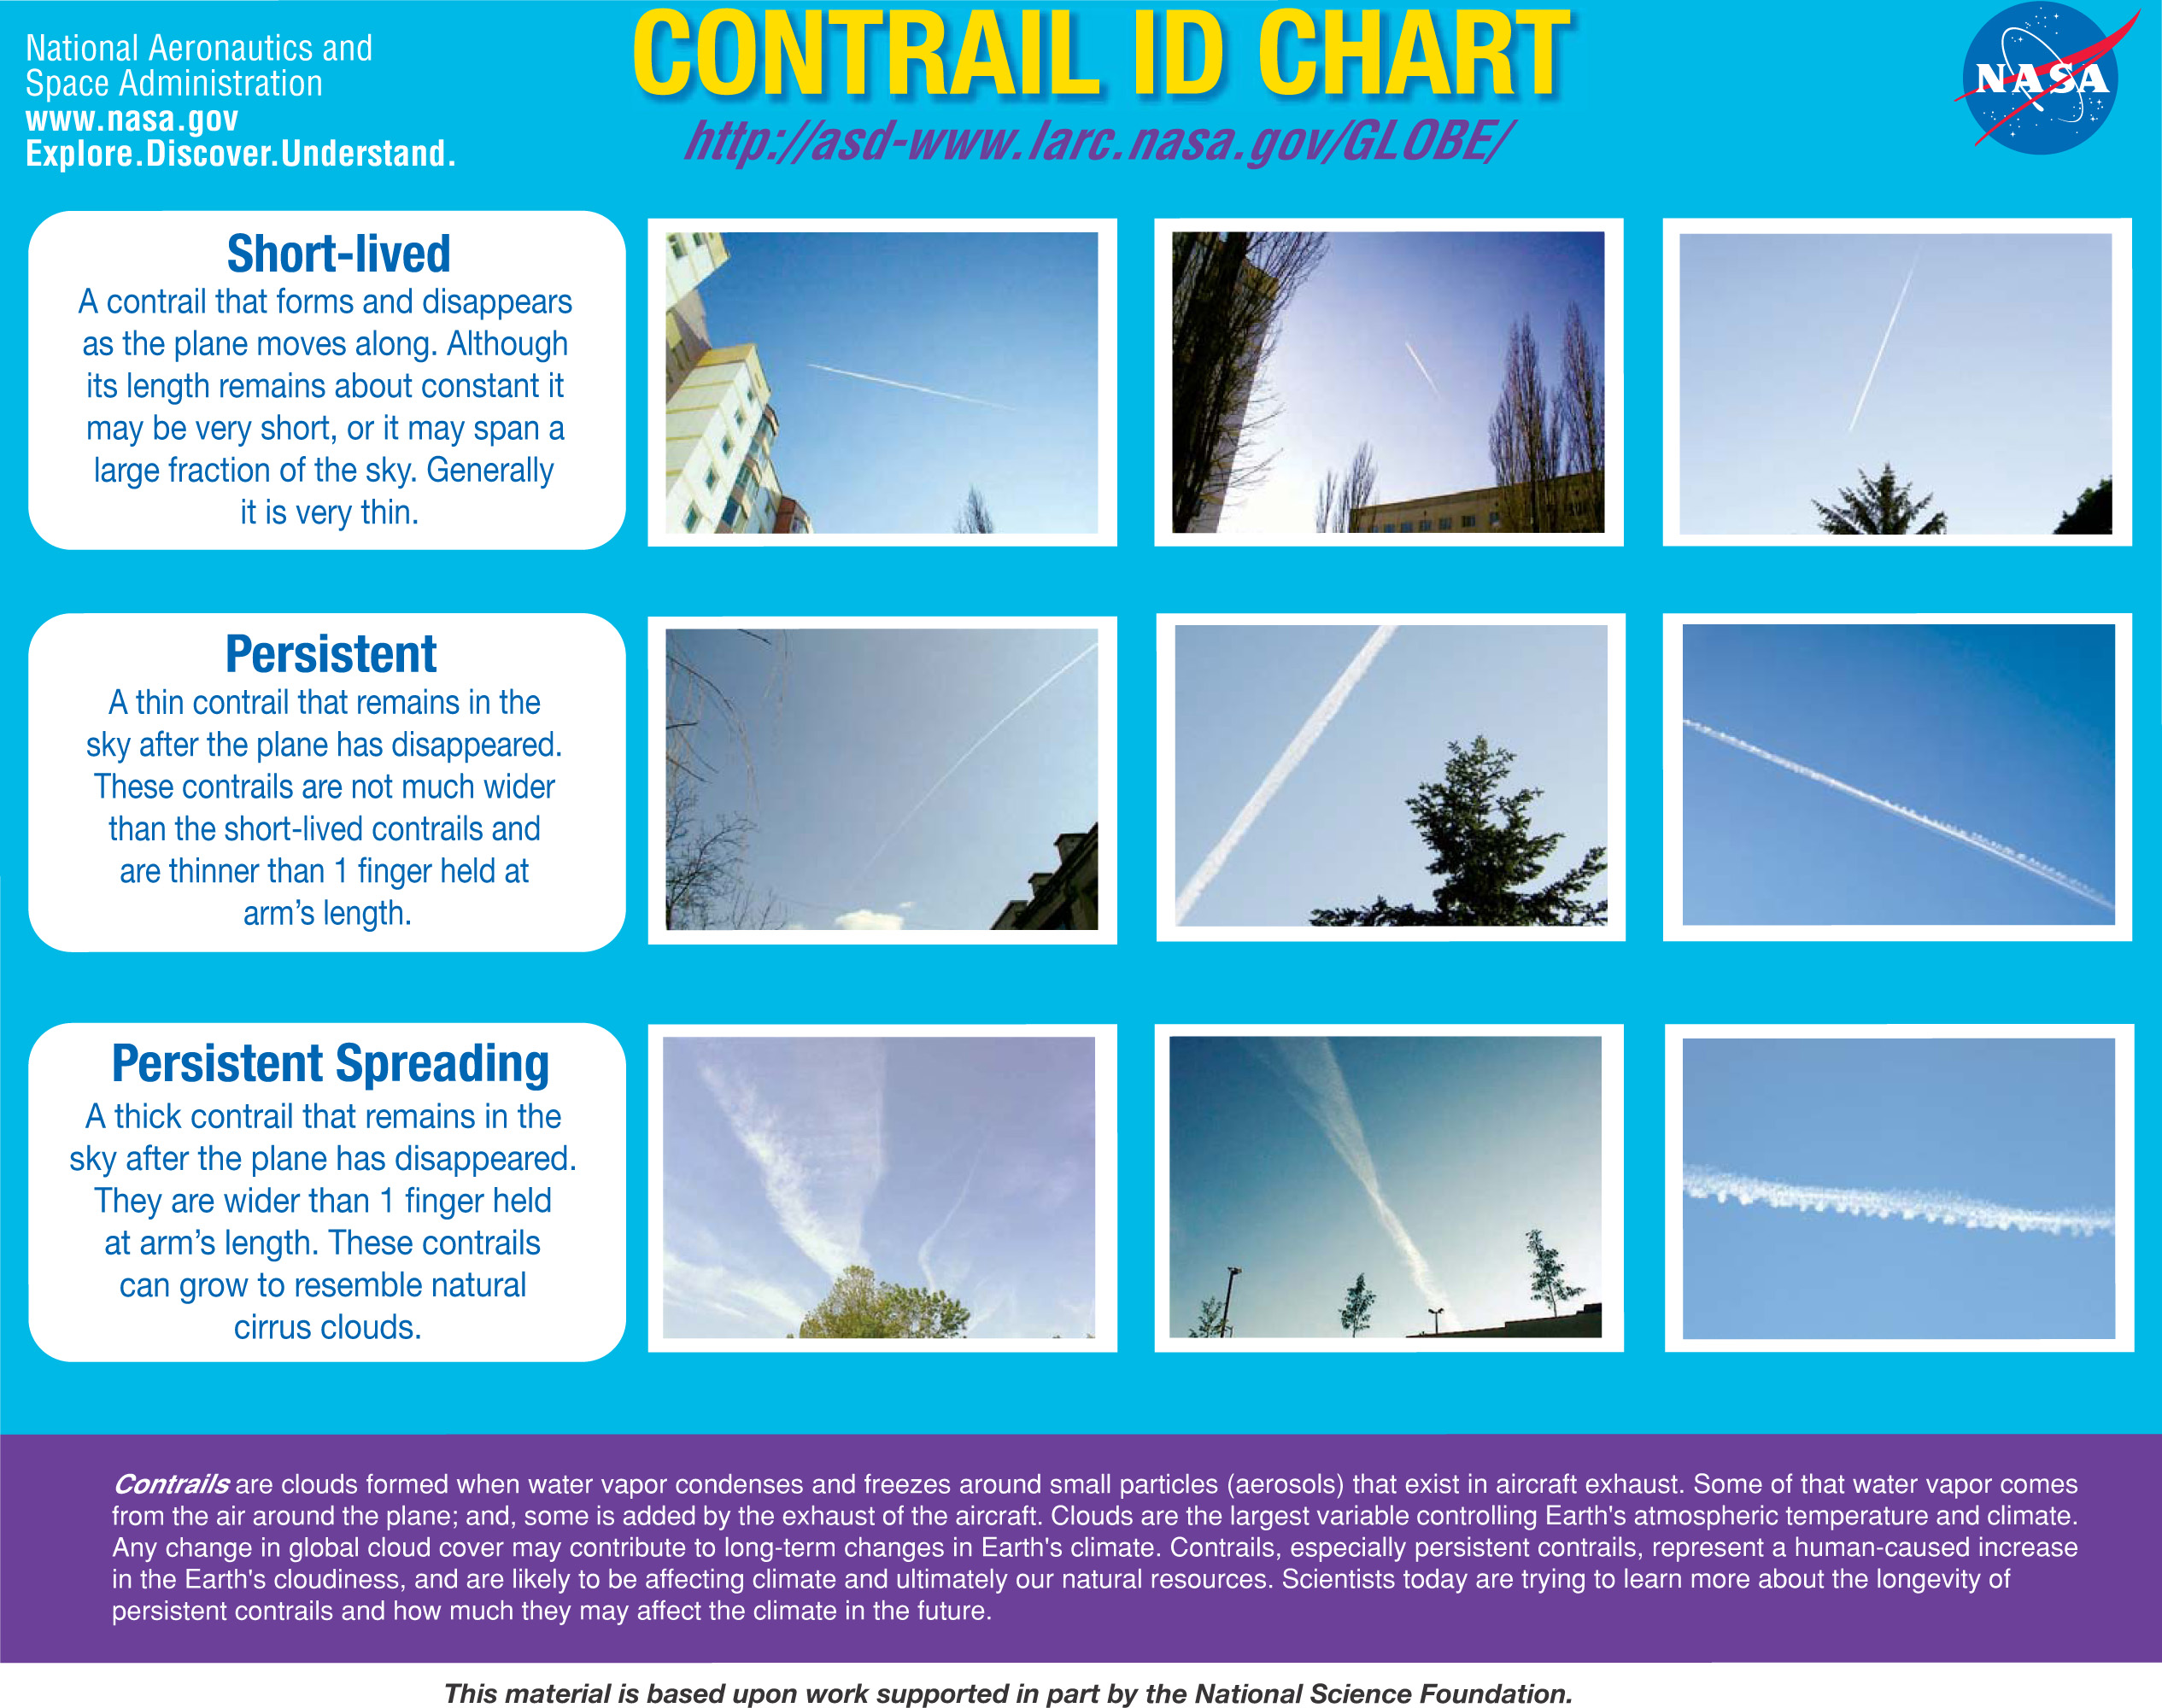 National Aeronautics and
Space Administration
www.nasa.gov
Explore.Discover.Understand.
CONTRAIL ID CHART
http://asd-www.larc.nasa.gov/GLOBE/
NASA
Short-lived
A contrail that forms and disappears
as the plane moves along. Although
its length remains about constant it
may be very short, or it may span a
large fraction of the sky. Generally
it is very thin.
Persistent
A thin contrail that remains in the
sky after the plane has disappeared.
These contrails are not much wider
than the short-lived contrails and
are thinner than 1 finger held at
arm’s length.
Persistent Spreading
A thick contrail that remains in the
sky after the plane has disappeared.
They are wider than 1 finger held
at arm’s length. These contrails
can grow to resemble natural
cirrus clouds.
Contrails are clouds formed when water vapor condenses and freezes around small particles (aerosols) that exist in aircraft exhaust. Some of that water vapor comes
from the air around the plane; and, some is added by the exhaust of the aircraft. Clouds are the largest variable controlling Earth's atmospheric temperature and climate.
Any change in global cloud cover may contribute to long-term changes in Earth's climate. Contrails, especially persistent contrails, represent a human-caused increase
in the Earth's cloudiness, and are likely to be affecting climate and ultimately our natural resources. Scientists today are trying to learn more about the longevity of
persistent contrails and how much they may affect the climate in the future.
This material is based upon work supported in part by the National Science Foundation.